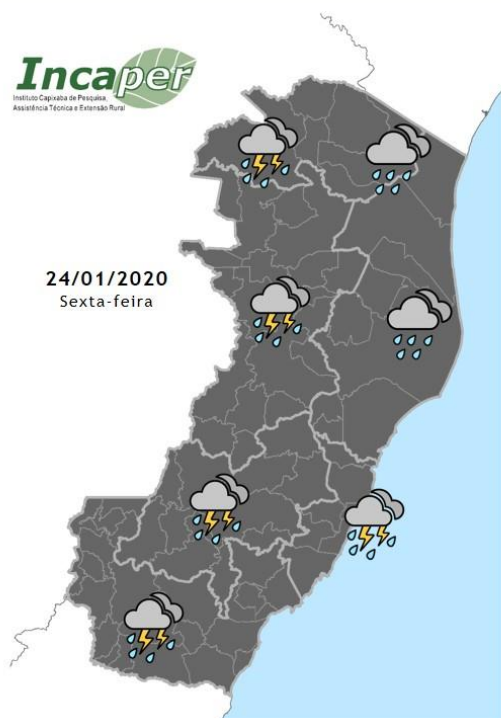 Incaper
Instituto Capixaba de Pesquisa,
Assistência Técnica e Extensão Rural
24/01/2020
Sexta-feira